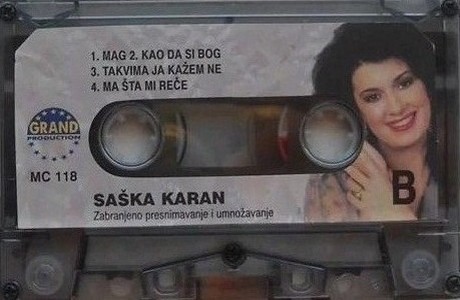 1. MAG 2. KAO DA SI BOG
3. TAKVIMA JA KAŽEM NE
4. MA ŠTA MI REČE
GRAND
PRODUCTION
MC 118
SAŠKA KARAN
B
Zabranjeno presnimavanje i umnožavanje